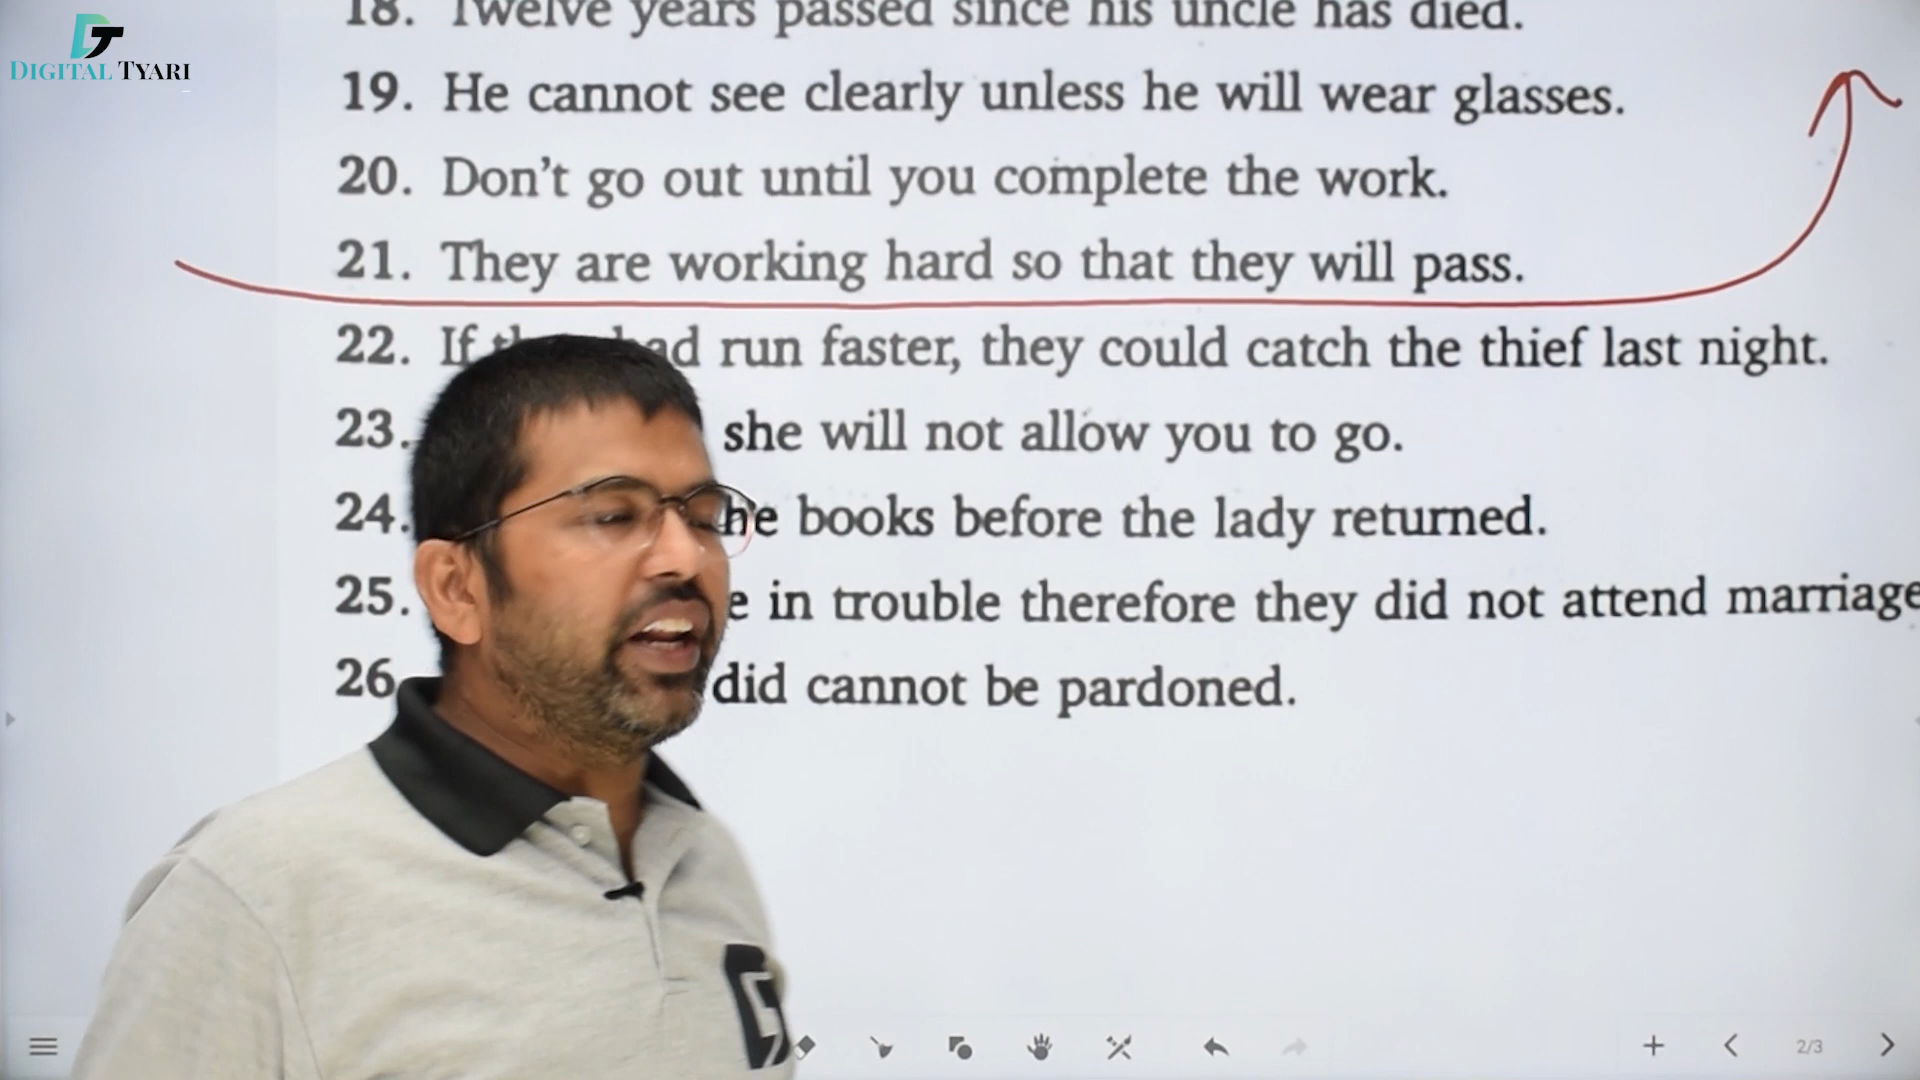 DIGITAL TYARI
18. Twelve years passed since his uncle has died.
19. He cannot see clearly unless he will wear glasses.
20. Don't go out until you complete the work.
21. They are working hard so that they will pass.
22. If had run faster, they could catch the thief last night.
23. she will not allow you to go.
24. books before the lady returned.
25. in trouble therefore they did not attend marriage
26. did cannot be pardoned.
2/3